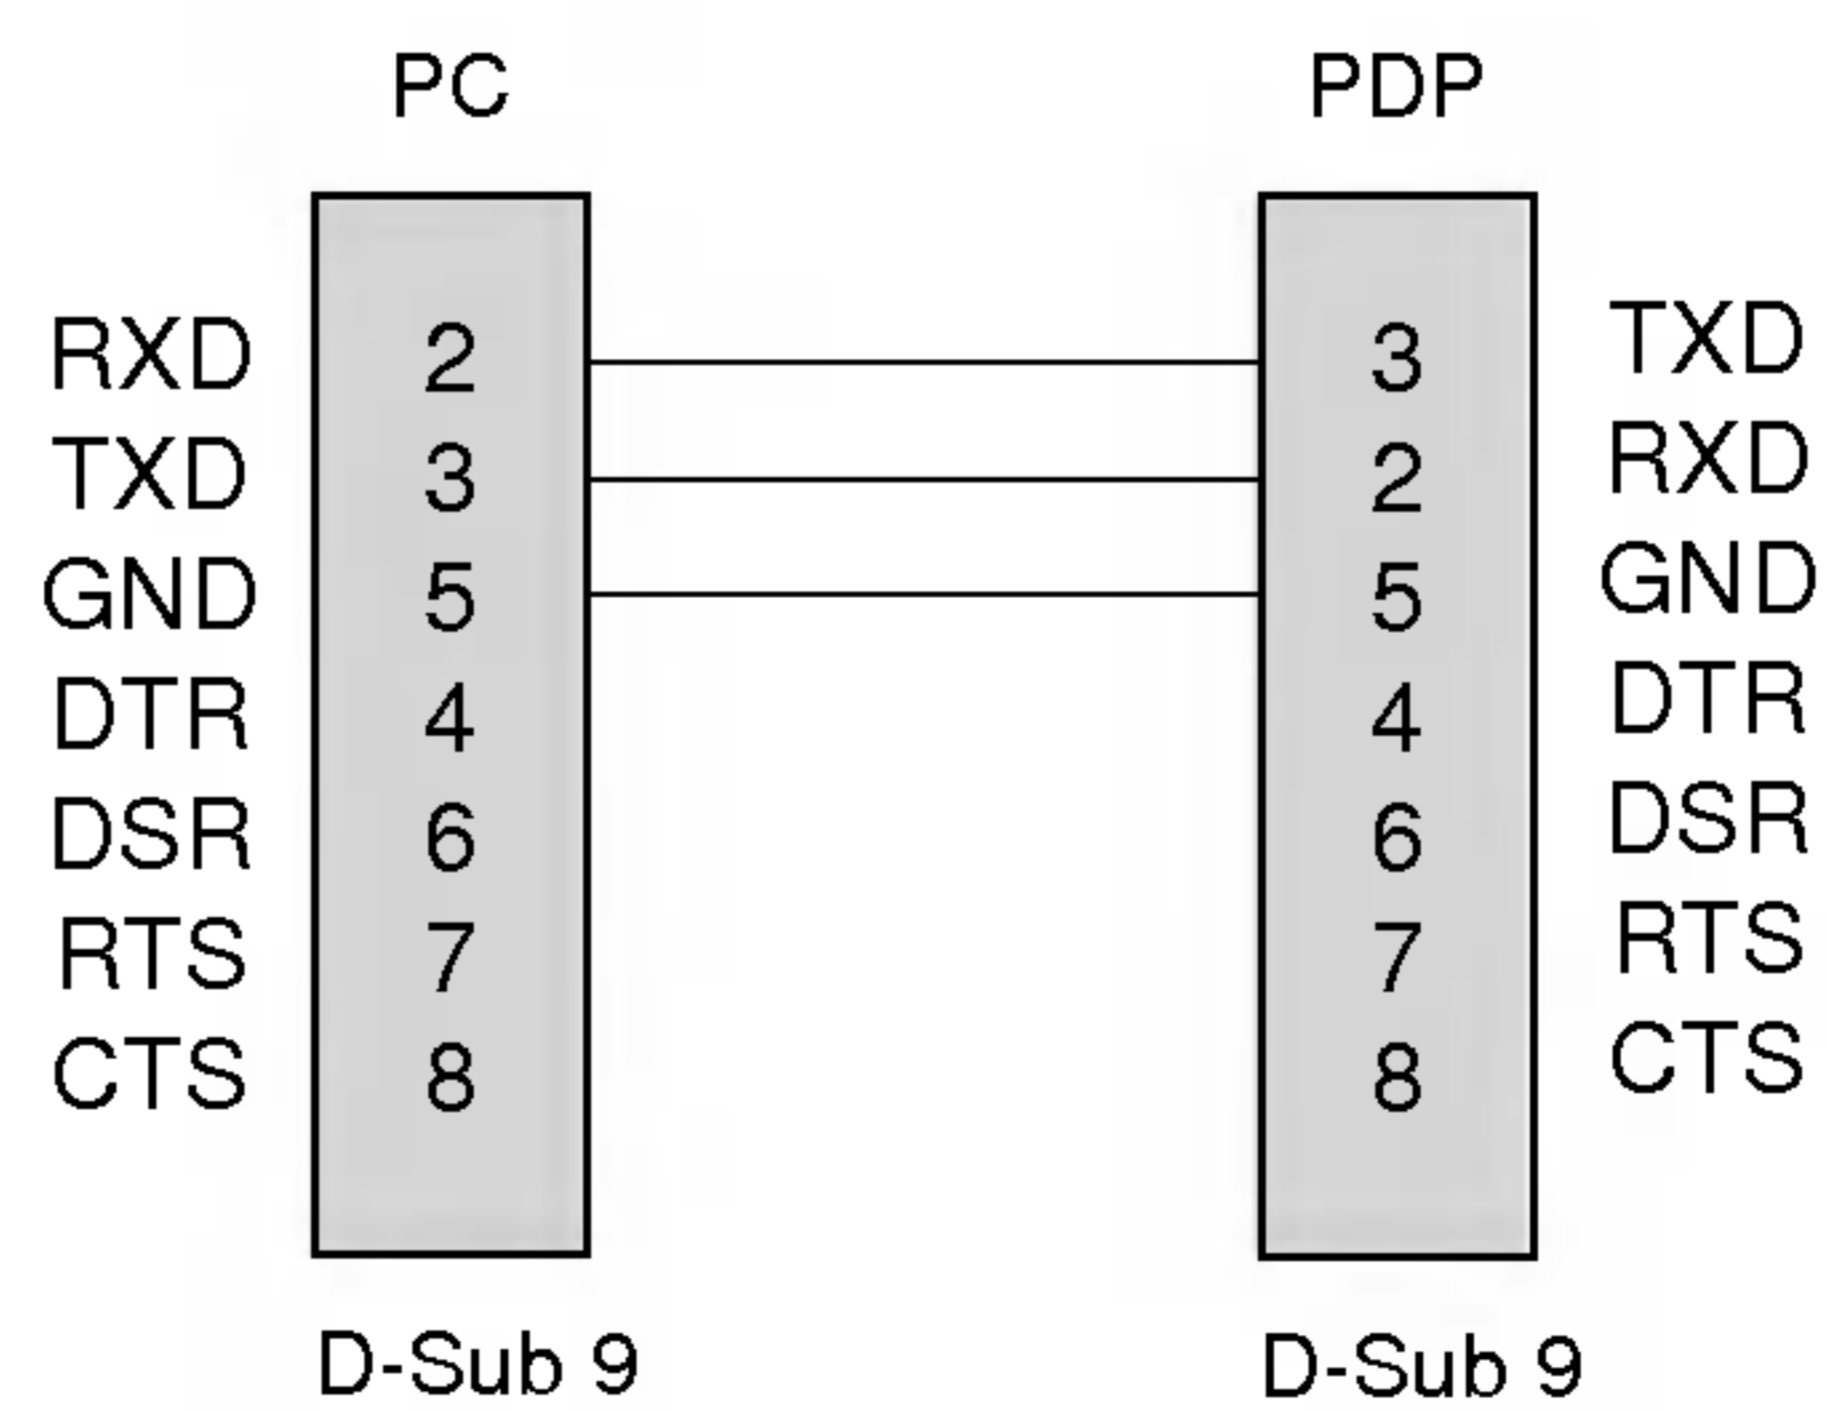 PC PDP
RXD 2 3 TXD
TXD 3 2 RXD
GND 5 5 GND
DTR 4 4 DTR
DSR 6 6 DSR
RTS 7 7 RTS
CTS 8 8 CTS
D-Sub 9 D-Sub 9